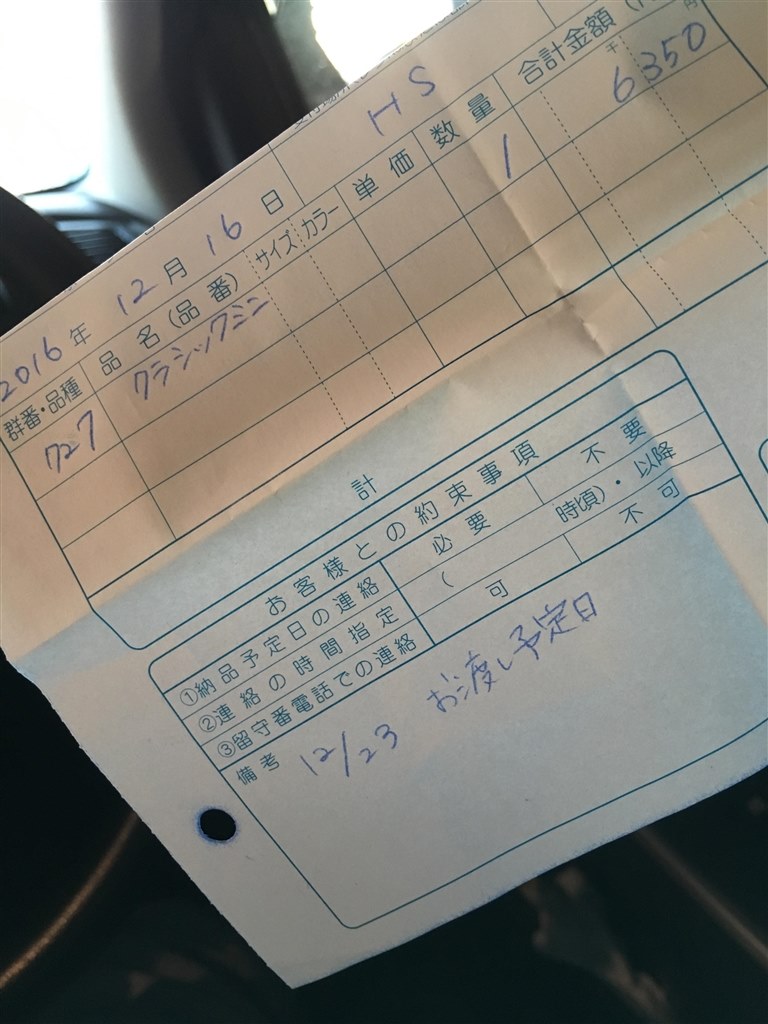 HS
2016年 12月 16日
群番・品種 品名(品番) サイズ カラー 単価 数量 合計金額
727 クラシックミニ 1 6350
千 円
計
お客様との約束事項
①納品予定日の連絡 必要 不要
②連絡の時間指定 ( 時頃)・以降
③留守番電話での連絡 可 不可
備考 12/23 お渡し予定日